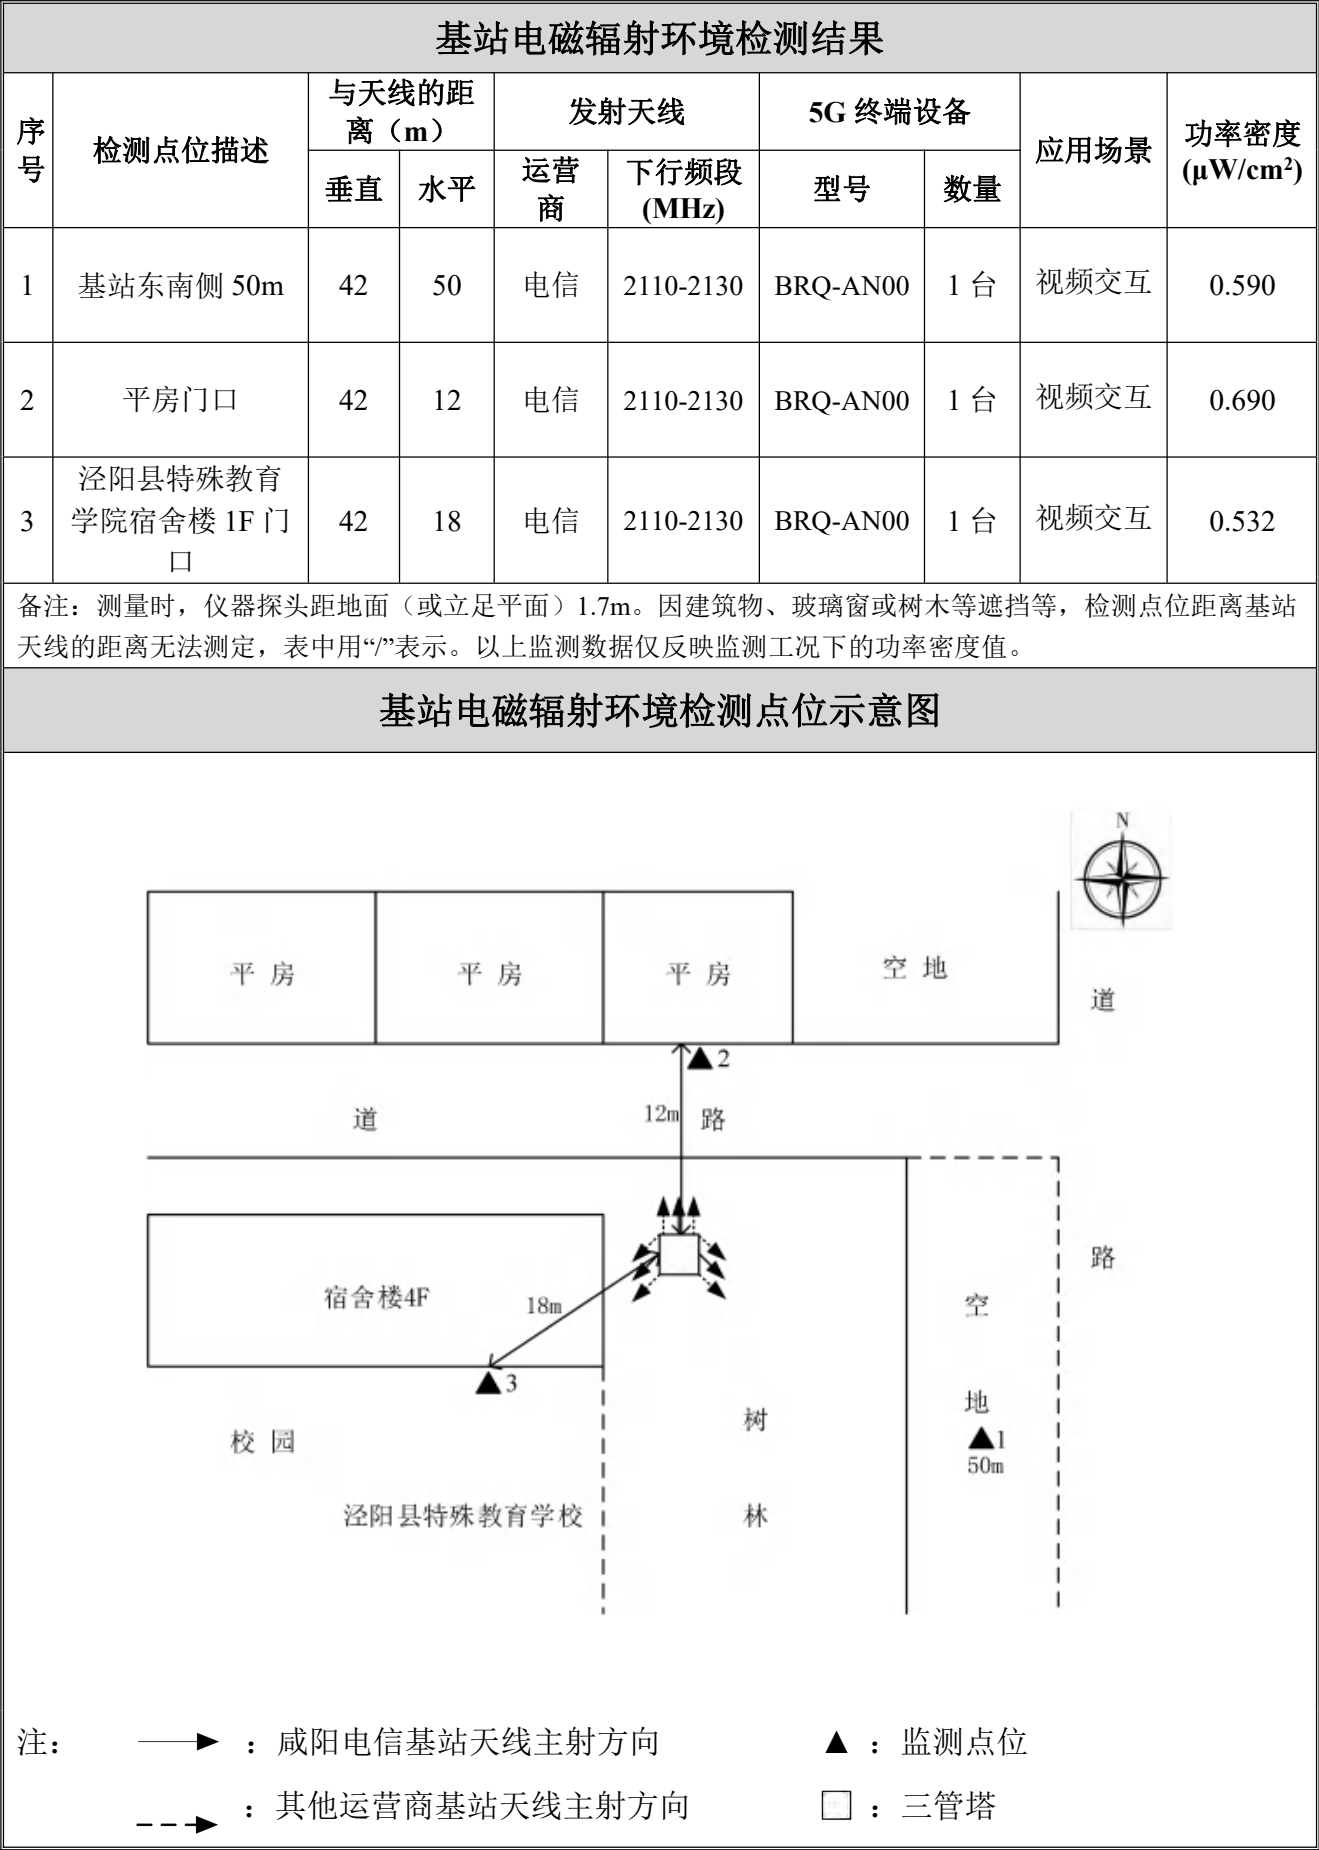 基站电磁辐射环境检测结果
序号 检测点位描述 与天线的距离（m） 发射天线 5G 终端设备 应用场景 功率密度(μW/cm²)
垂直 水平 运营商 下行频段(MHz) 型号 数量
1 基站东南侧 50m 42 50 电信 2110-2130 BRQ-AN00 1 台 视频交互 0.590
2 平房门口 42 12 电信 2110-2130 BRQ-AN00 1 台 视频交互 0.690
3 泾阳县特殊教育学院宿舍楼 1F 门口 42 18 电信 2110-2130 BRQ-AN00 1 台 视频交互 0.532
备注：测量时，仪器探头距地面（或立足平面）1.7m。因建筑物、玻璃窗或树木等遮挡等，检测点位距离基站
天线的距离无法测定，表中用“/”表示。以上监测数据仅反映监测工况下的功率密度值。
基站电磁辐射环境检测点位示意图
N
平 房 平 房 平 房 空 地
道
2
道 12m 路
路
宿舍楼4F
18m
空
3
地
校 园
树
1
50m
泾阳县特殊教育学校
林
注： ：咸阳电信基站天线主射方向 ▲ ：监测点位
：其他运营商基站天线主射方向 ：三管塔